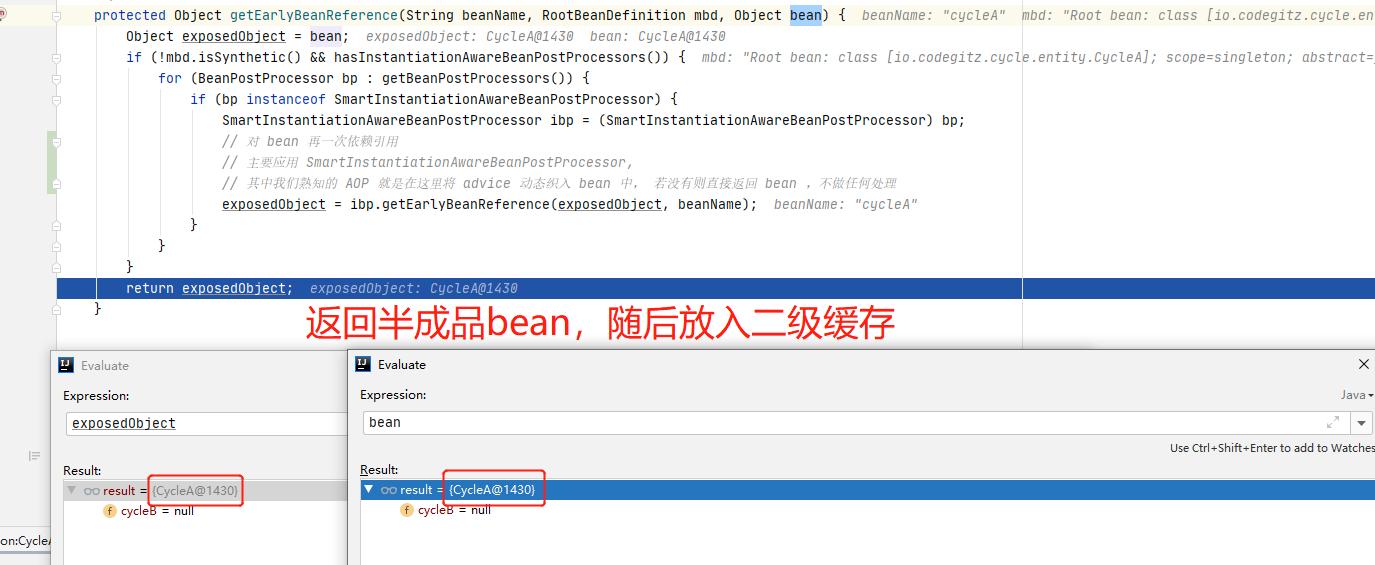 protected Object getEarlyBeanReference(String beanName, RootBeanDefinition mbd, Object bean) { beanName: "cycleA" mbd: "Root bean: class [io.codegitz.cycle.en
Object exposedObject = bean; exposedObject: CycleA@1430 bean: CycleA@1430
if (!mbd.isSynthetic() && hasInstantiationAwareBeanPostProcessors()) { mbd: "Root bean: class [io.codegitz.cycle.entity.CycleA]; scope=singleton; abstract=
for (BeanPostProcessor bp : getBeanPostProcessors()) {
if (bp instanceof SmartInstantiationAwareBeanPostProcessor) {
SmartInstantiationAwareBeanPostProcessor ibp = (SmartInstantiationAwareBeanPostProcessor) bp;
// 对 bean 再一次依赖引用
// 主要应用 SmartInstantiationAwareBeanPostProcessor,
// 其中我们熟知的 AOP 就是在这里将 advice 动态织入 bean 中, 若没有则直接返回 bean ,不做任何处理
exposedObject = ibp.getEarlyBeanReference(exposedObject, beanName); beanName: "cycleA"
}
}
}
return exposedObject; exposedObject: CycleA@1430
}
返回半成品bean，随后放入二级缓存
Evaluate
Expression:
exposedObject
Result:
result = {CycleA@1430}
cycleB = null
on:CycleA
Evaluate
Expression:
Java
bean
Use Ctrl+Shift+Enter to add to Watches
Result:
result = {CycleA@1430}
cycleB = null